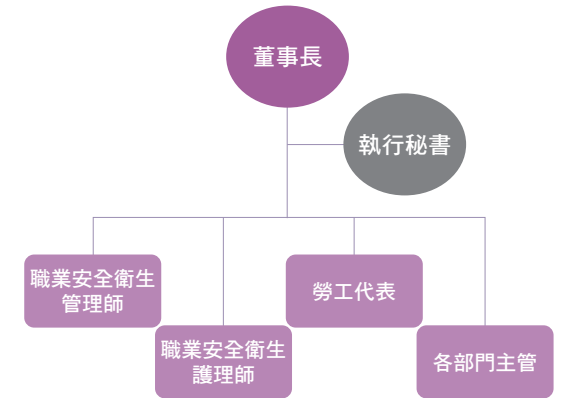 董事長
執行秘書
職業安全衛生
管理師
勞工代表
職業安全衛生
護理師
各部門主管